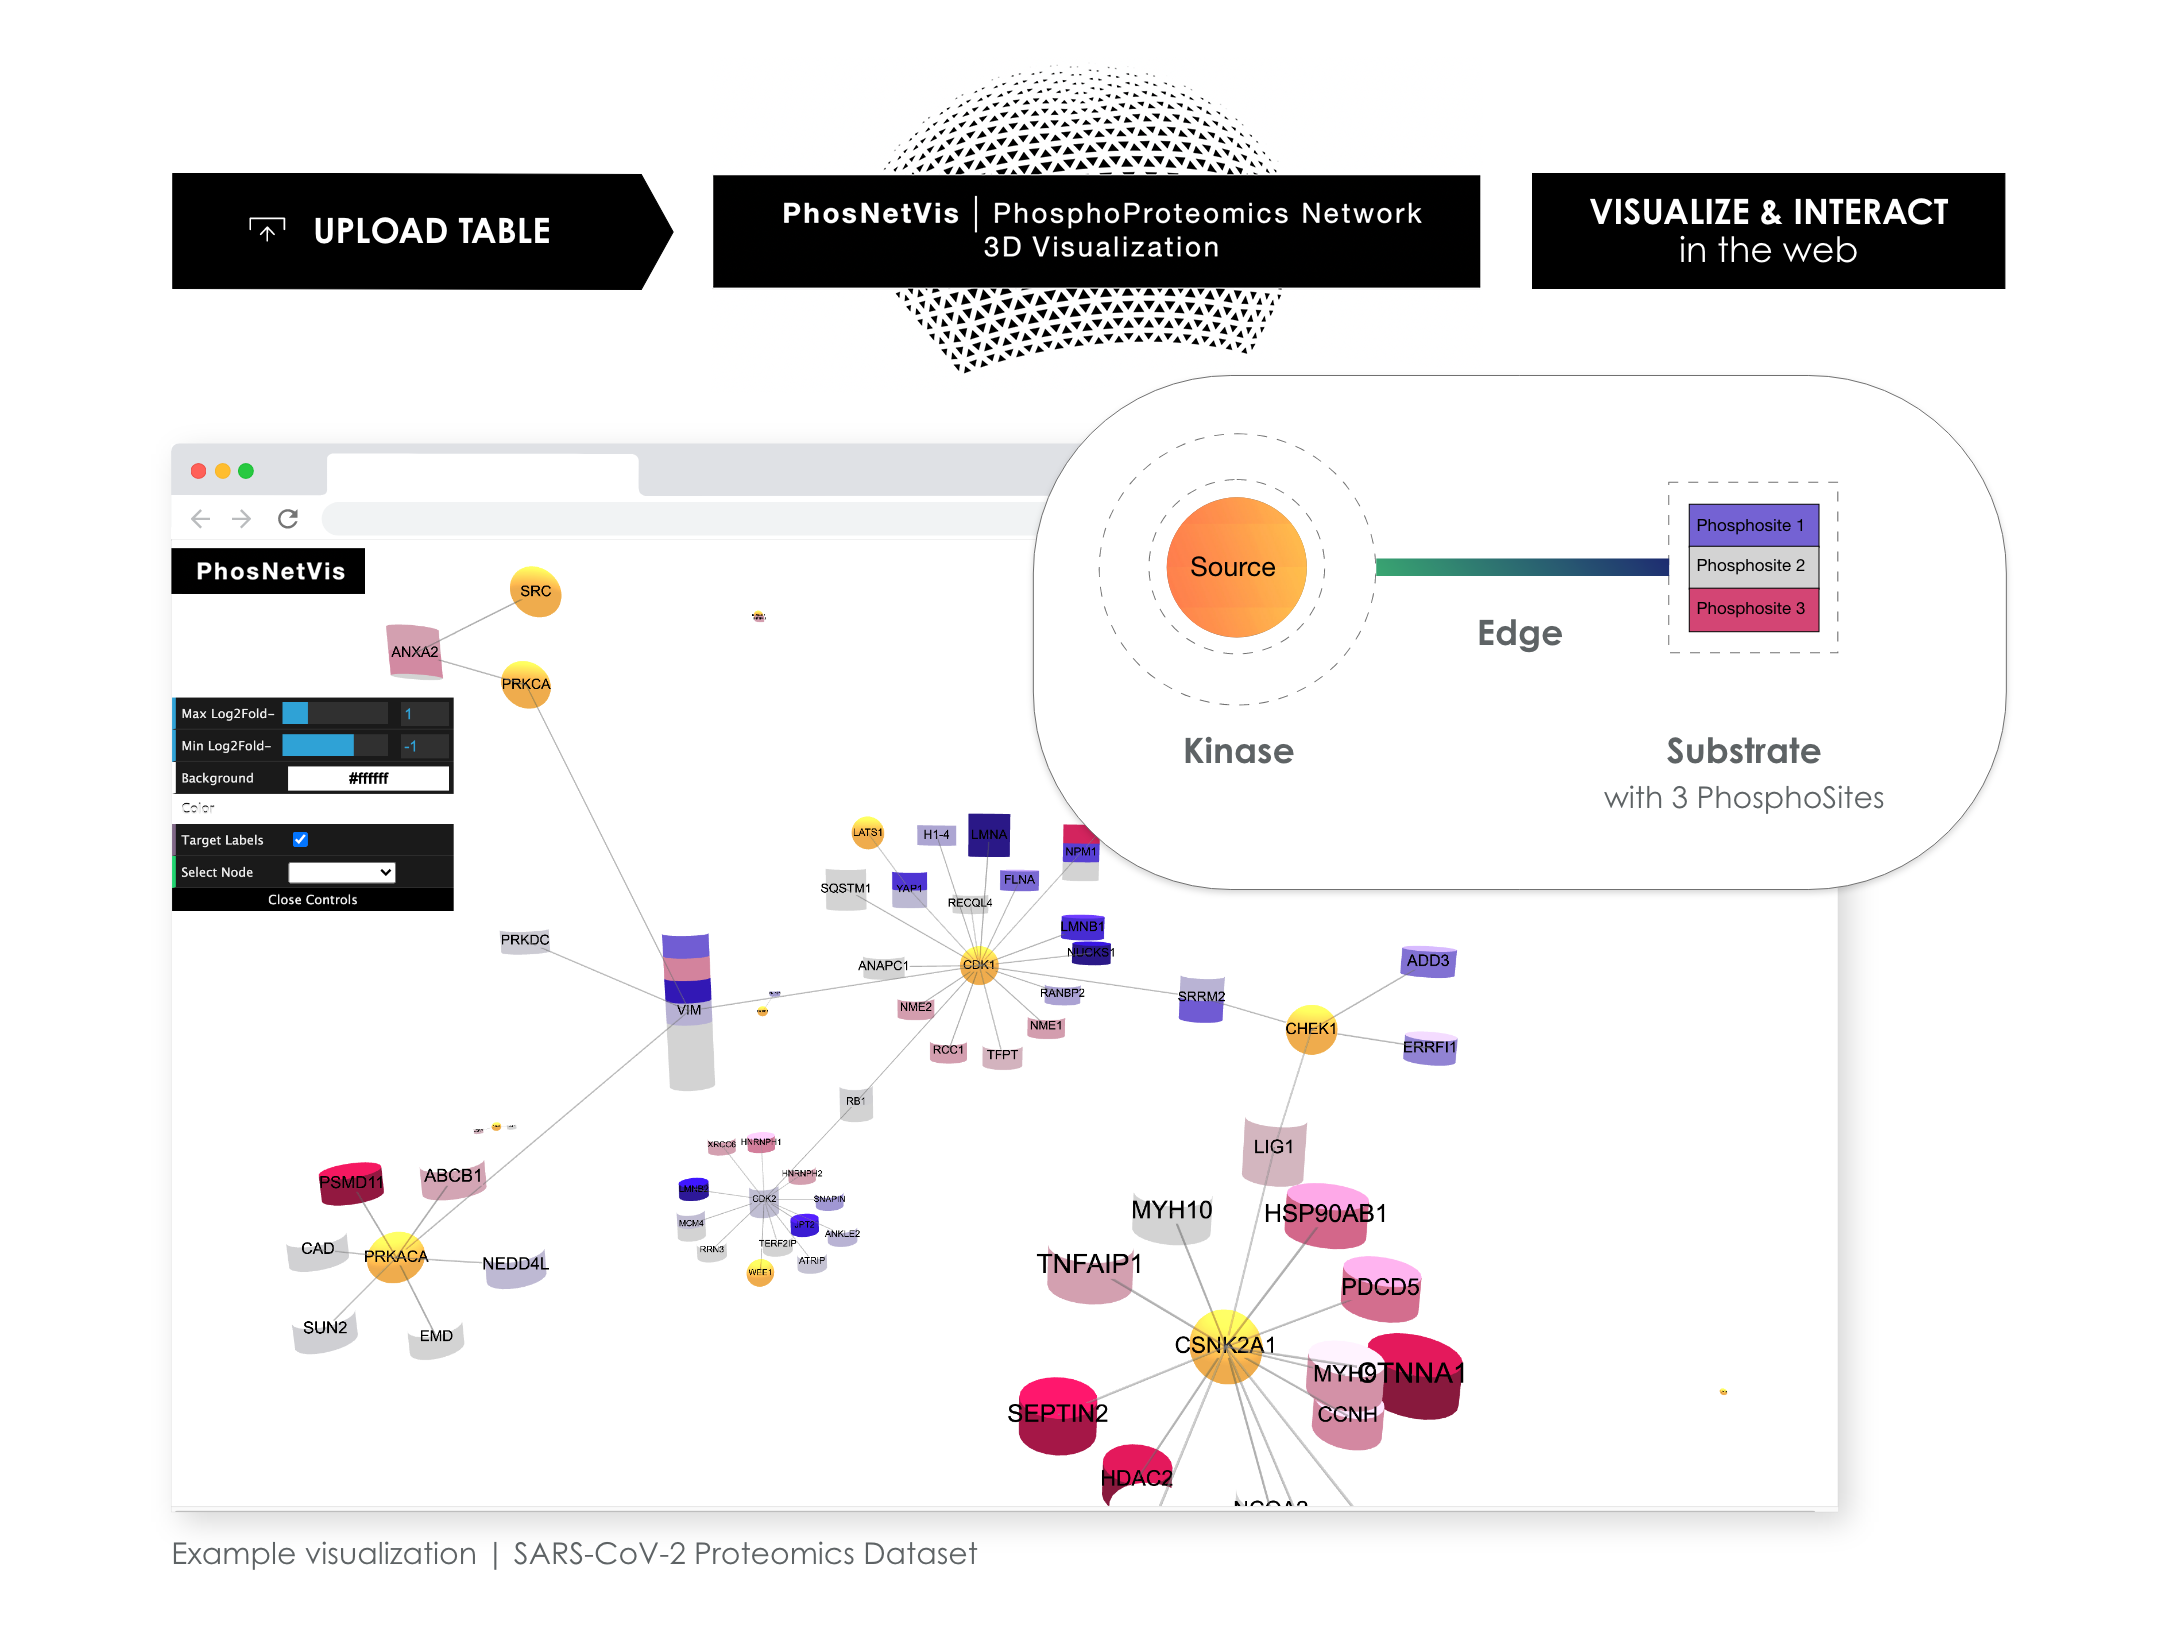 UPLOAD TABLE
PhosNetVis | PhosphoProteomics Network
3D Visualization
VISUALIZE & INTERACT
in the web
Source
Phosphosite 1
Phosphosite 2
Phosphosite 3
Edge
Kinase
Substrate
with 3 PhosphoSites
PhosNetVis
SRC
ANXA2
PRKCA
Max Log2Fold-
1
Min Log2Fold-
-1
Background
#ffffff
Color
Target Labels
Select Node
Close Controls
LATS1
H1-4
LMNA
NPM1
SQSTM1
YAP1
FLNA
RECQL4
LMNB1
NUCKS1
PRKDC
ANAPC1
CDK1
ADD3
RANBP2
SRRM2
VIM
NME2
NME1
CHEK1
ERRFI1
RCC1
TFPT
RB1
XRCC6
HNRNPH1
LIG1
PSMD11
ABCB1
HNRNPH2
LMNB2
CDK2
SNAPIN
MYH10
HSP90AB1
MCM4
JPT2
ANKLE2
CAD
PRKACA
NEDD4L
RRN3
TERF2IP
ATRIP
WEE1
TNFAIP1
PDCD5
SUN2
EMD
CSNK2A1
MYH9
CTNNA1
SEPTIN2
CCNH
HDAC2
Example visualization | SARS-CoV-2 Proteomics Dataset